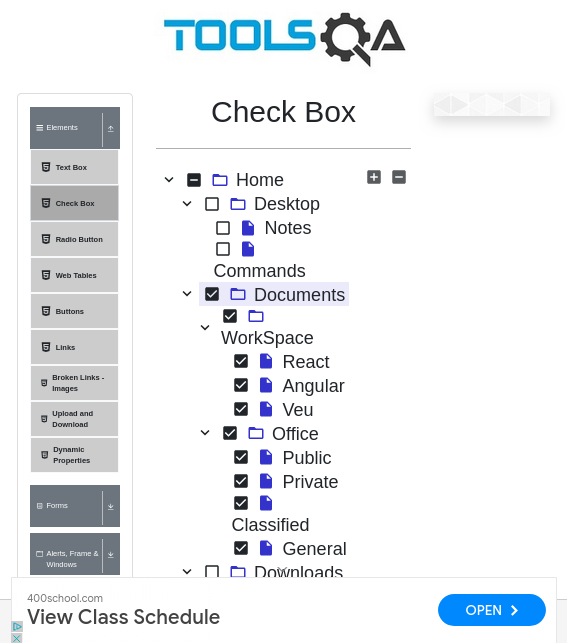 TOOLSQA
Check Box
Elements
Text Box
Check Box
Radio Button
Web Tables
Buttons
Links
Broken Links -
Images
Upload and
Download
Dynamic
Properties
Forms
Alerts, Frame &
Windows
Home
Desktop
Notes
Commands
Documents
WorkSpace
React
Angular
Veu
Office
Public
Private
Classified
General
Downloads
400school.com
View Class Schedule
OPEN